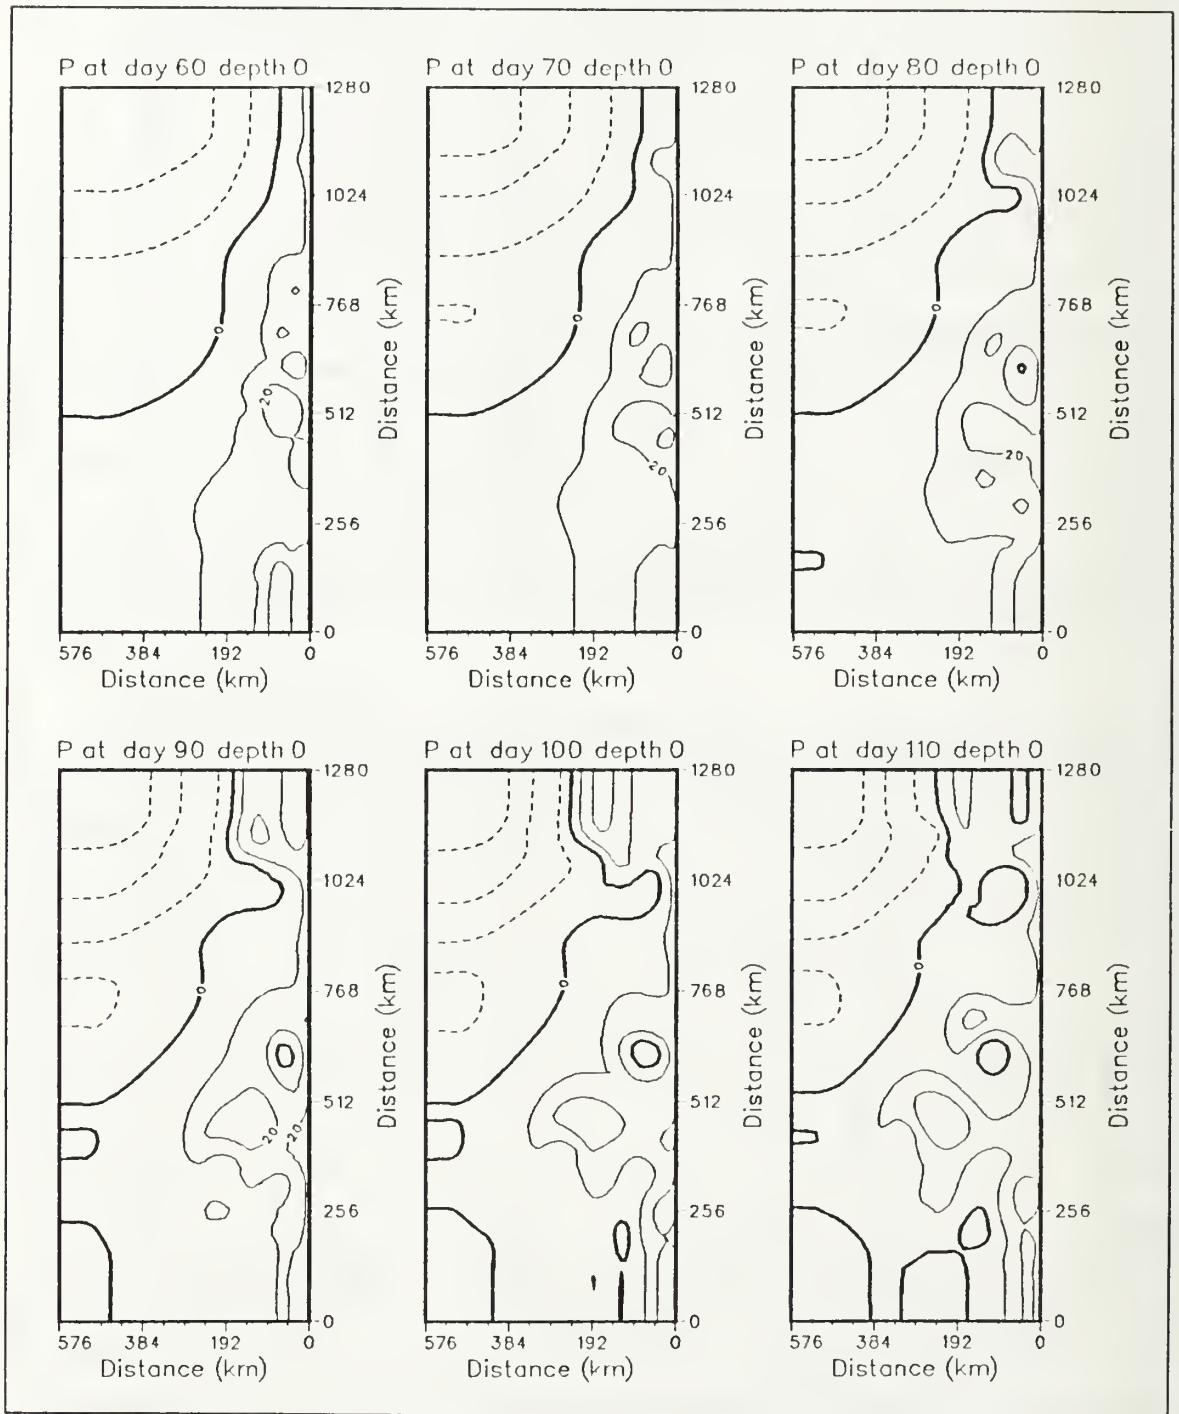 P at day 60 depth 0
P at day 70 depth 0
P at day 80 depth 0
1280
1024
768
512
256
0
Distance (km)
0
20
576 384 192 0
Distance (km)
1280
1024
768
512
256
0
Distance (km)
0
20
576 384 192 0
Distance (km)
1280
1024
768
512
256
0
Distance (km)
0
20
576 384 192 0
Distance (km)
P at day 90 depth 0
P at day 100 depth 0
P at day 110 depth 0
1280
1024
768
512
256
0
Distance (km)
0
20
20
576 384 192 0
Distance (km)
1280
1024
768
512
256
0
Distance (km)
0
576 384 192 0
Distance (km)
1280
1024
768
512
256
0
Distance (km)
0
576 384 192 0
Distance (km)